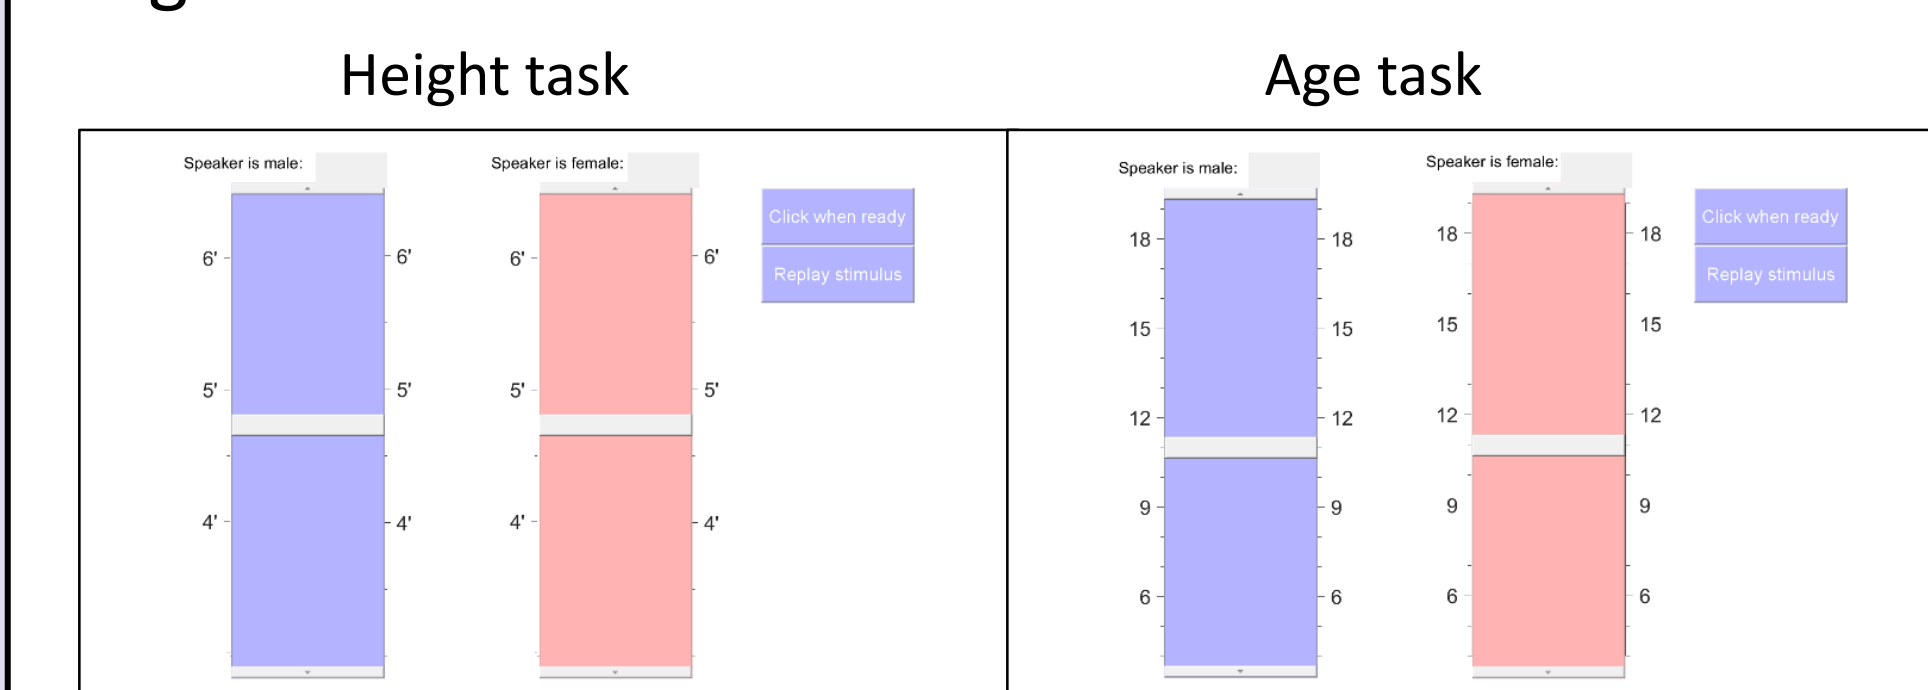 Height task
Age task
Speaker is male:
Speaker is female:
Click when ready
Replay stimulus
6' 6' 6' 6'
5' 5' 5' 5'
4' 4' 4' 4'
Speaker is male:
Speaker is female:
Click when ready
Replay stimulus
18 18 18 18
15 15 15 15
12 12 12 12
9 9 9 9
6 6 6 6